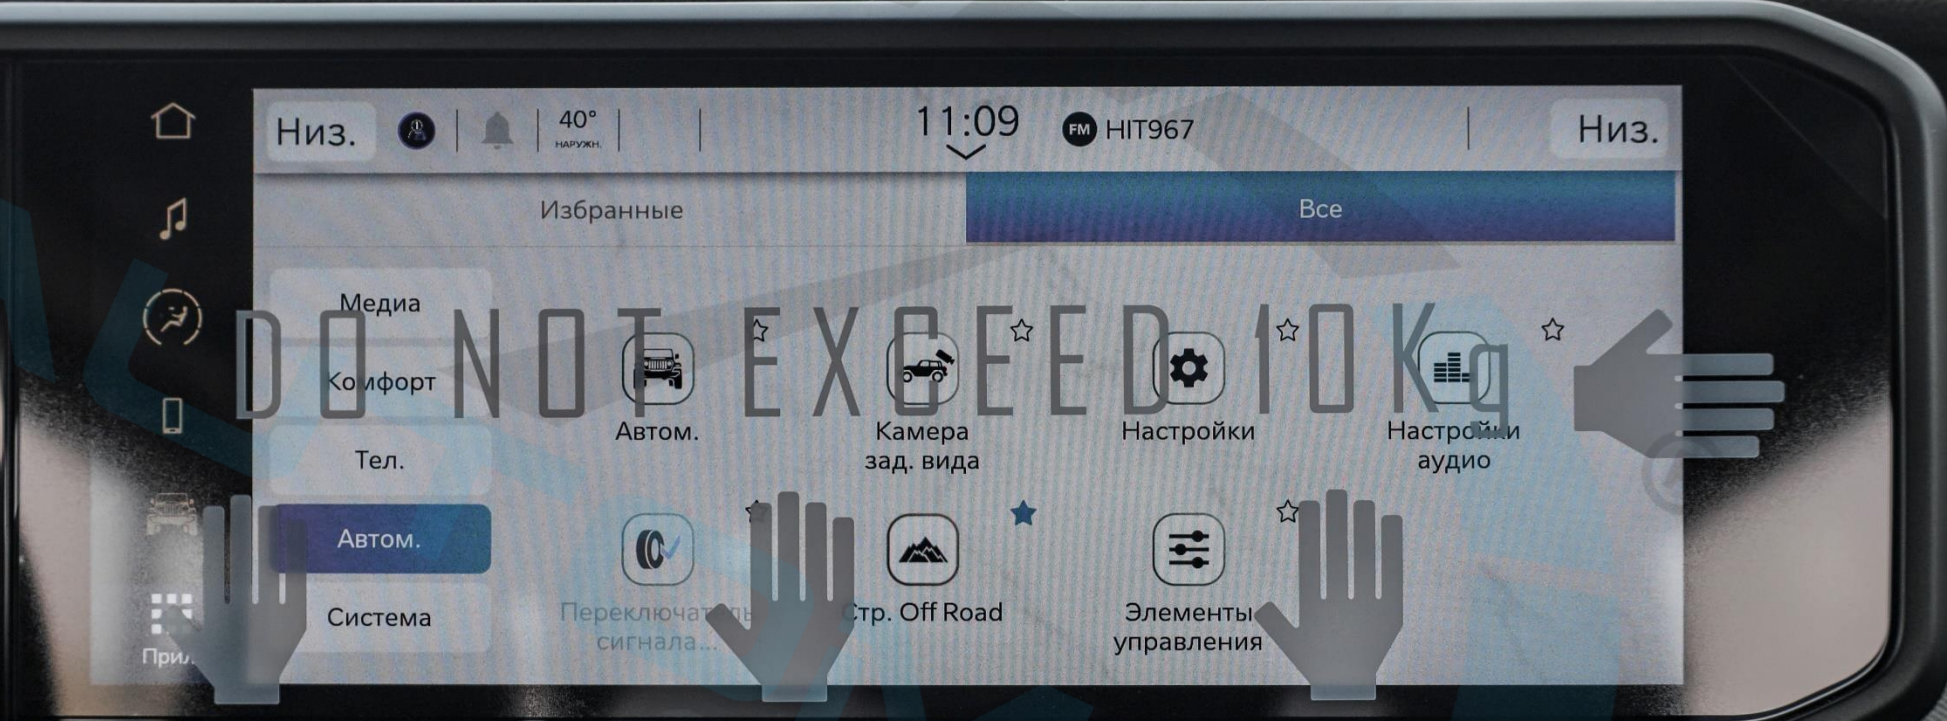 Низ.
40°
НАРУЖН.
11:09
FM HIT967
Низ.
Избранные
Все
Медиа
Комфорт
Тел.
Автом.
Система
DO NOT EXCEED 10Kg
Автом.
Камера
зад. вида
Настройки
Настройки
аудио
Переключатель
сигнала...
Стр. Off Road
Элементы
управления
Прил.